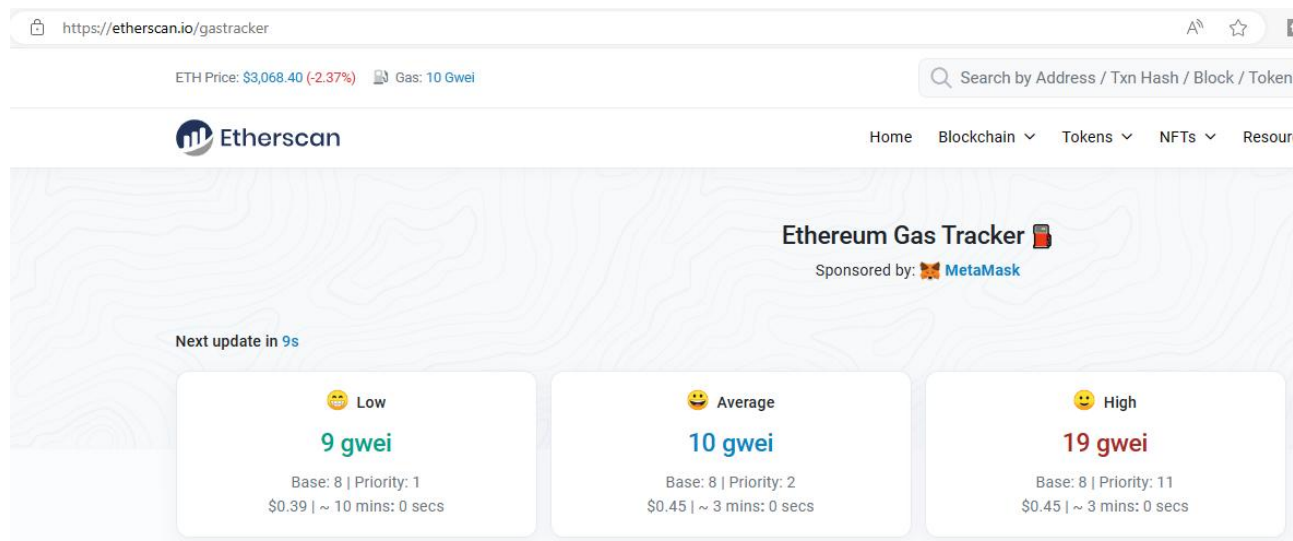 https://etherscan.io/gastracker
ETH Price: $3,068.40 (-2.37%) Gas: 10 Gwei
Search by Address / Txn Hash / Block / Token
Etherscan
Home Blockchain Tokens NFTs Resour
Ethereum Gas Tracker
Sponsored by: MetaMask
Next update in 9s
Low
9 gwei
Base: 8 | Priority: 1
$0.39 | ~ 10 mins: 0 secs
Average
10 gwei
Base: 8 | Priority: 2
$0.45 | ~ 3 mins: 0 secs
High
19 gwei
Base: 8 | Priority: 11
$0.45 | ~ 3 mins: 0 secs